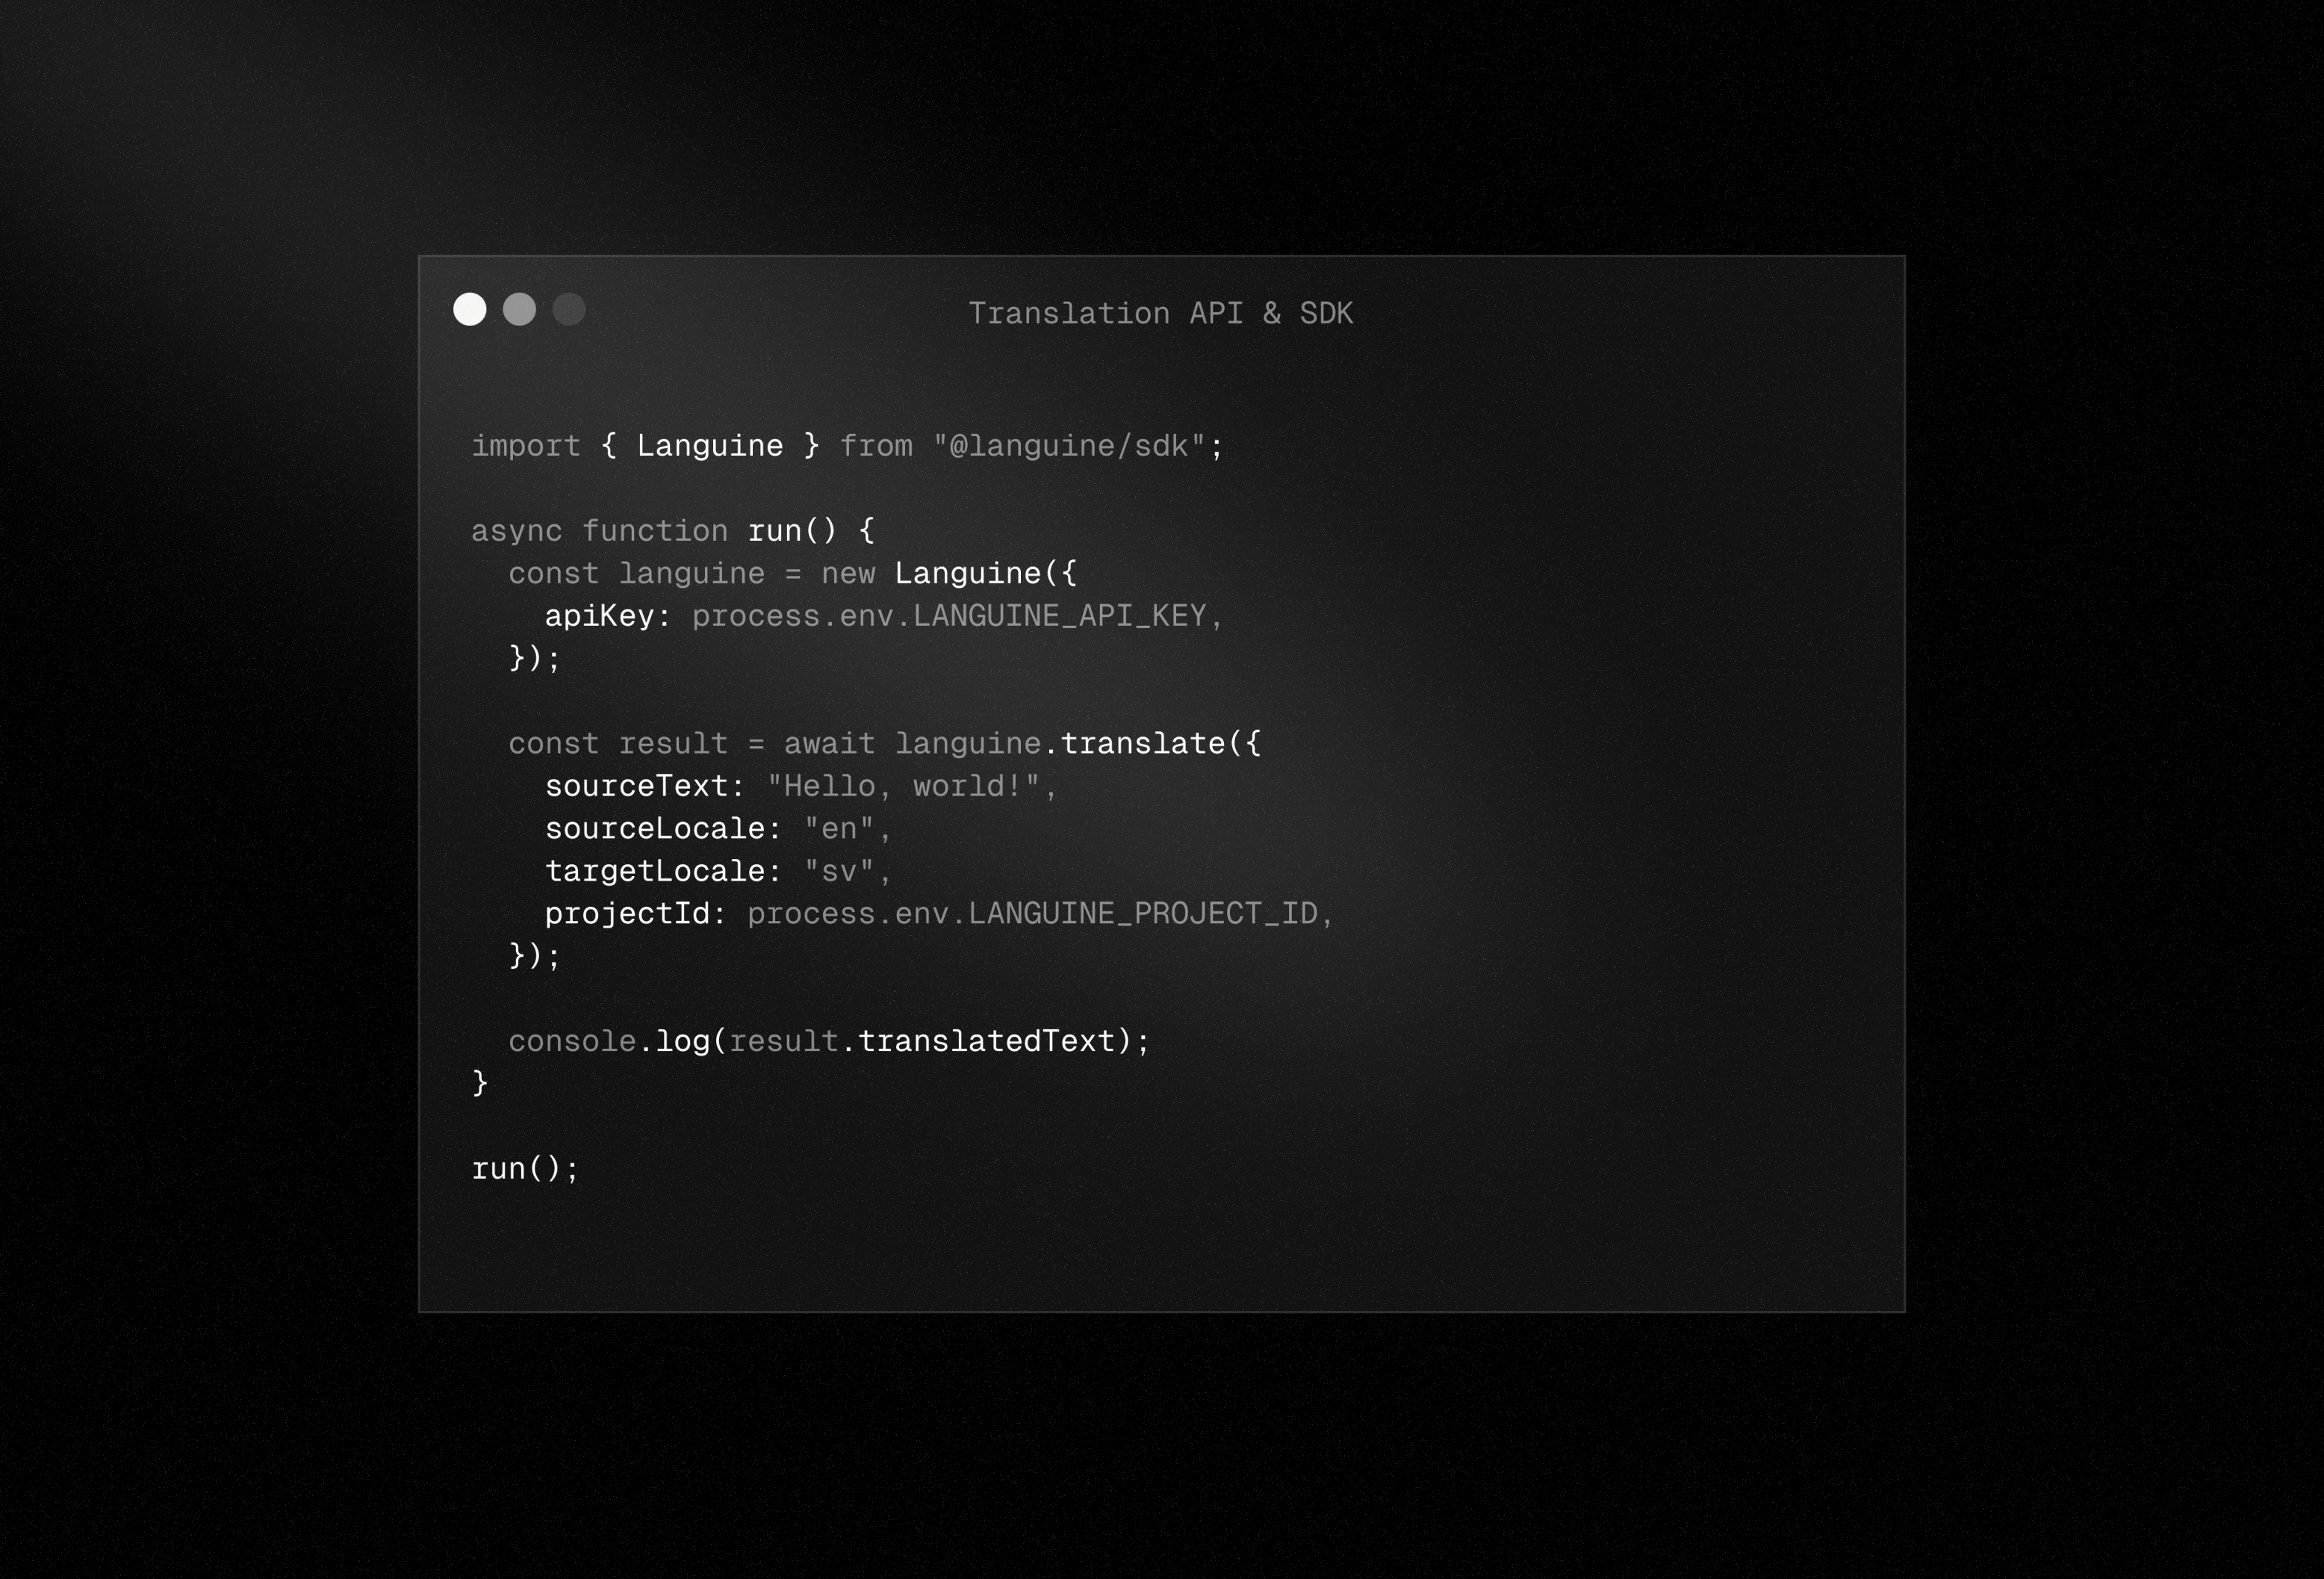 Translation API & SDK
import { Languine } from "@languine/sdk";
async function run() {
  const languine = new Languine({
    apiKey: process.env.LANGUINE_API_KEY,
  });
  const result = await languine.translate({
    sourceText: "Hello, world!",
    sourceLocale: "en",
    targetLocale: "sv",
    projectId: process.env.LANGUINE_PROJECT_ID,
  });
  console.log(result.translatedText);
}
run();